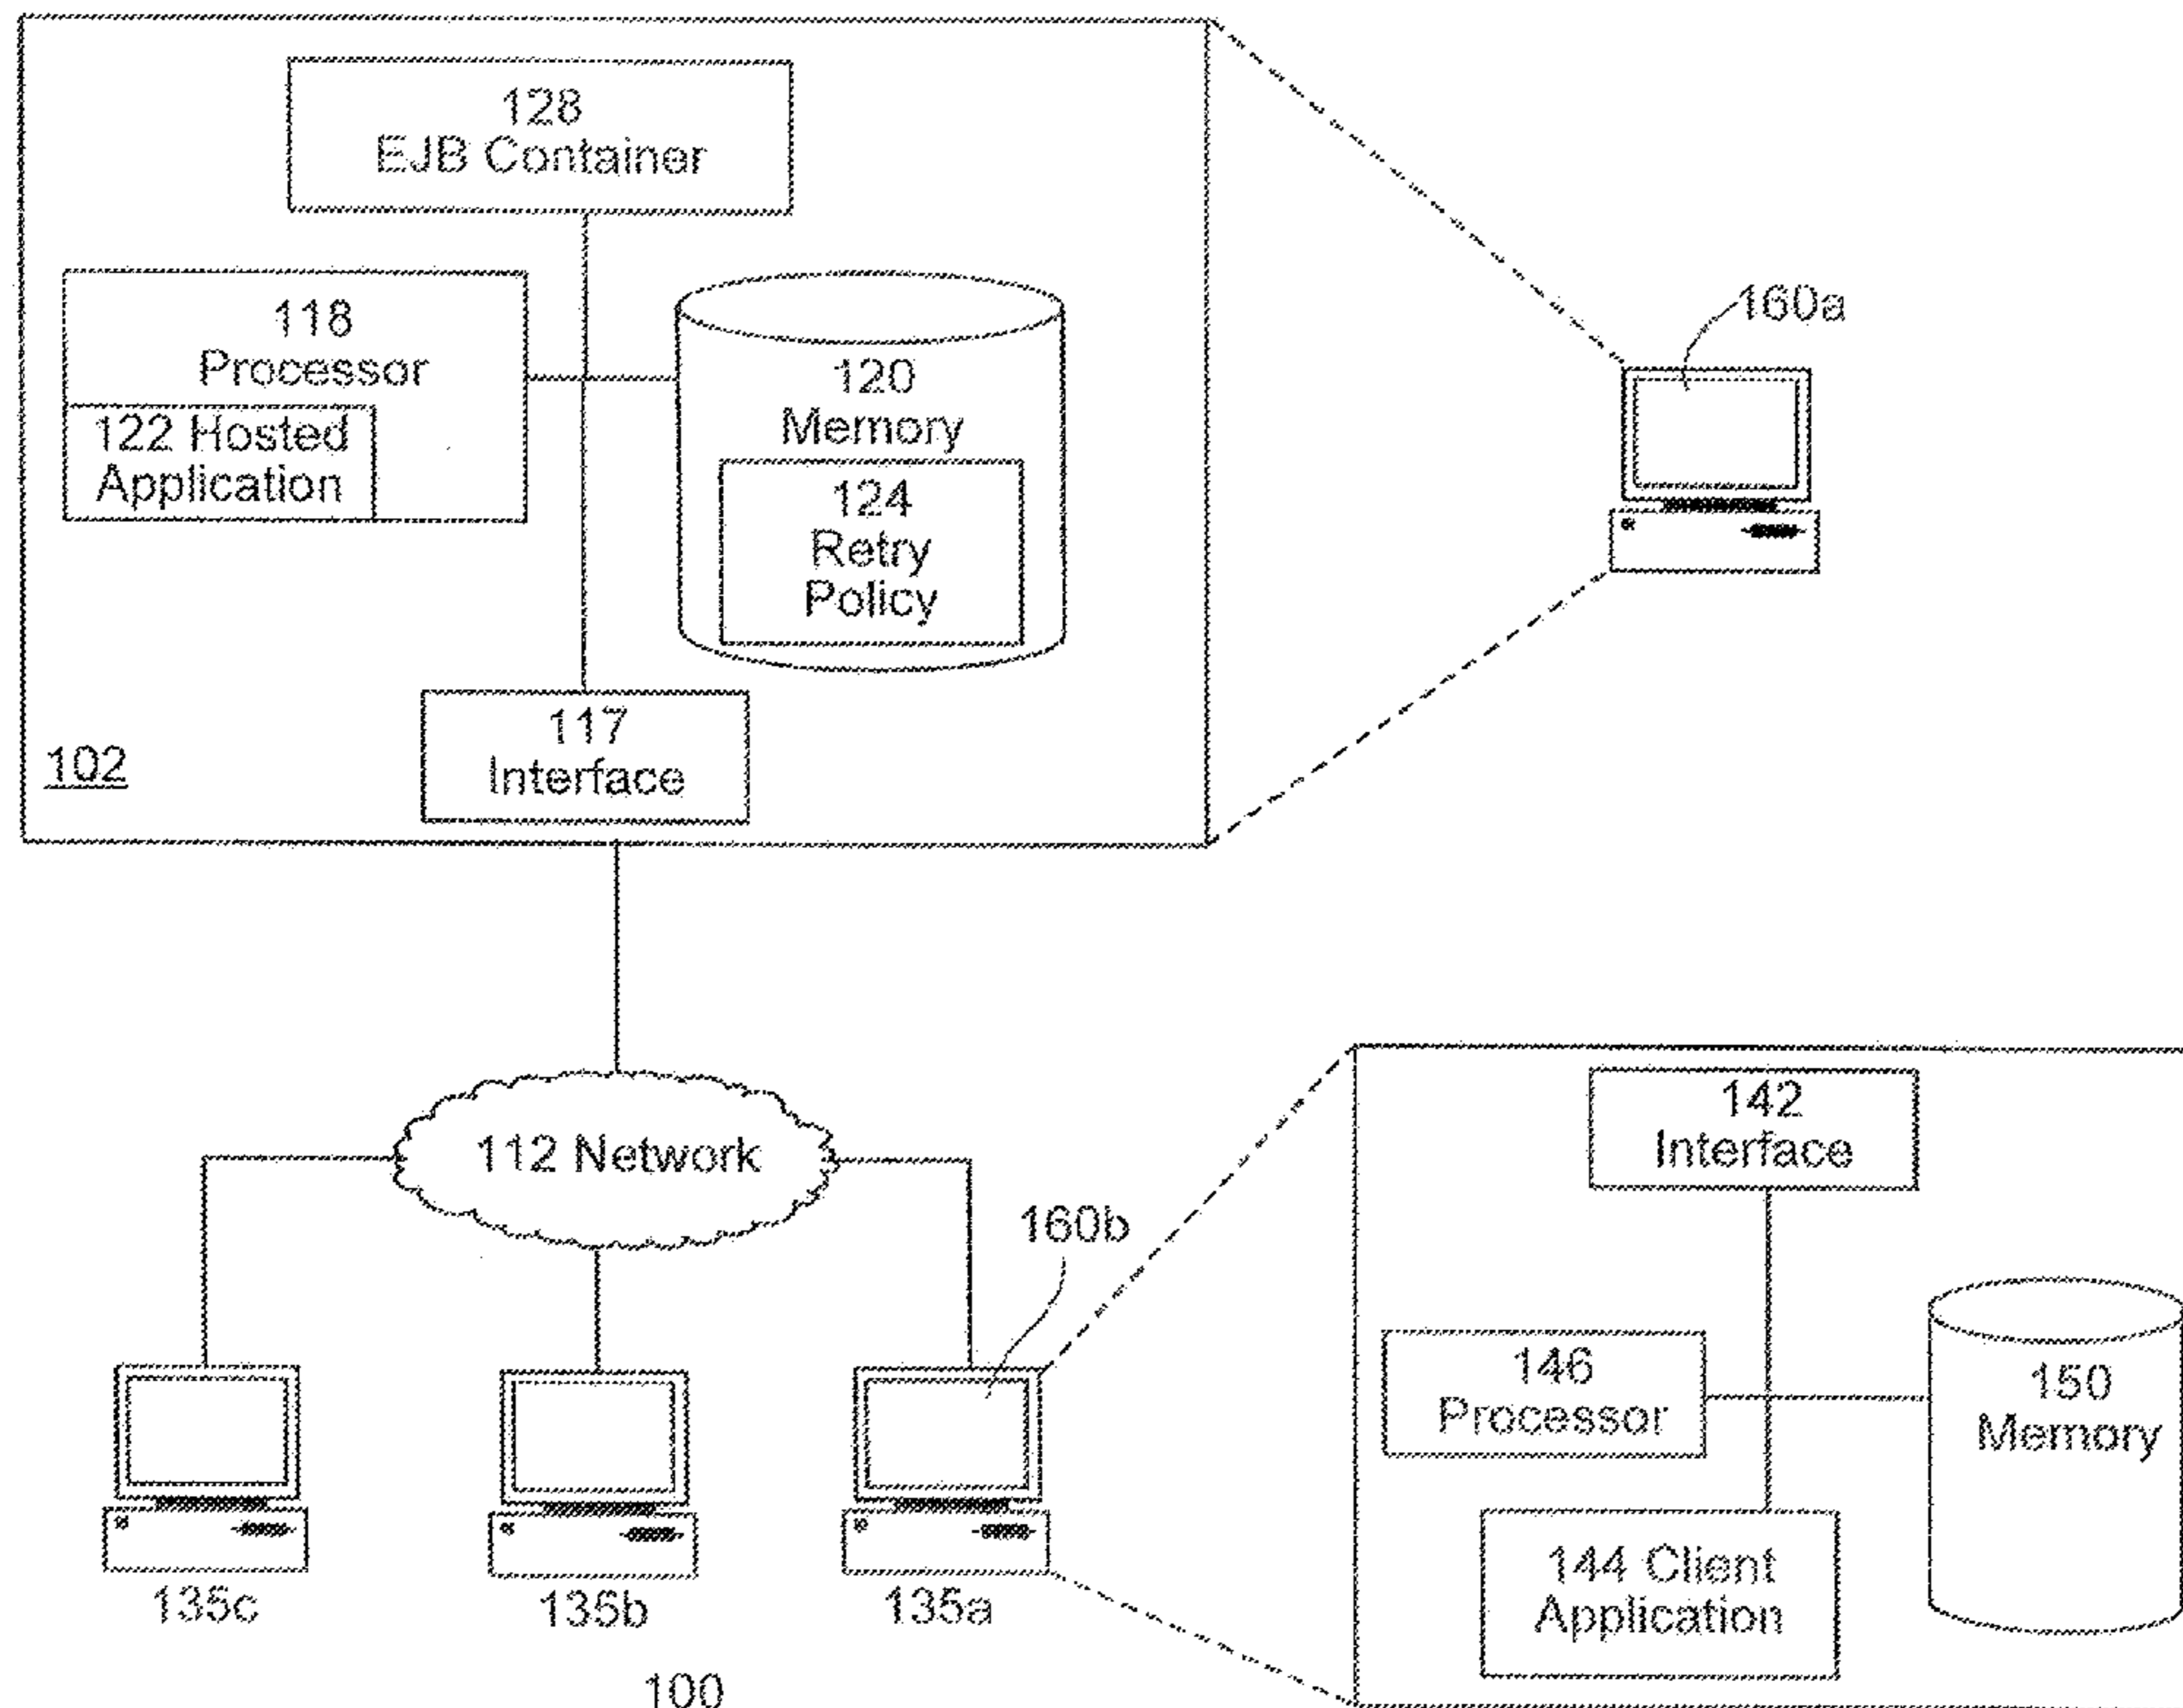 128
EJB Container
118
Processor
122 Hosted
Application
120
Memory
124
Retry
Policy
117
Interface
102
160a
112 Network
160b
135c
135b
135a
142
Interface
146
Processor
150
Memory
144 Client
Application
100